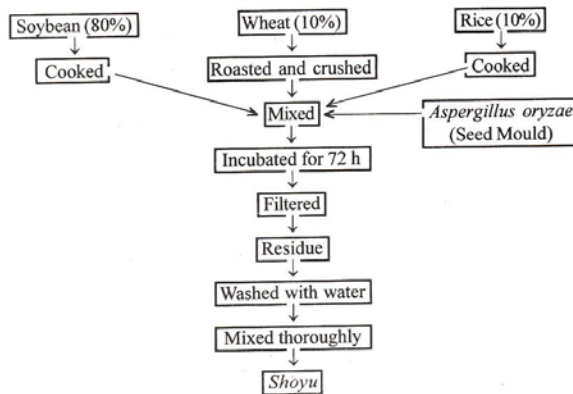 Soybean (80%)
Wheat (10%)
Rice (10%)
Cooked
Roasted and crushed
Cooked
Mixed
Aspergillus oryzae
(Seed Mould)
Incubated for 72 h
Filtered
Residue
Washed with water
Mixed thoroughly
Shoyu